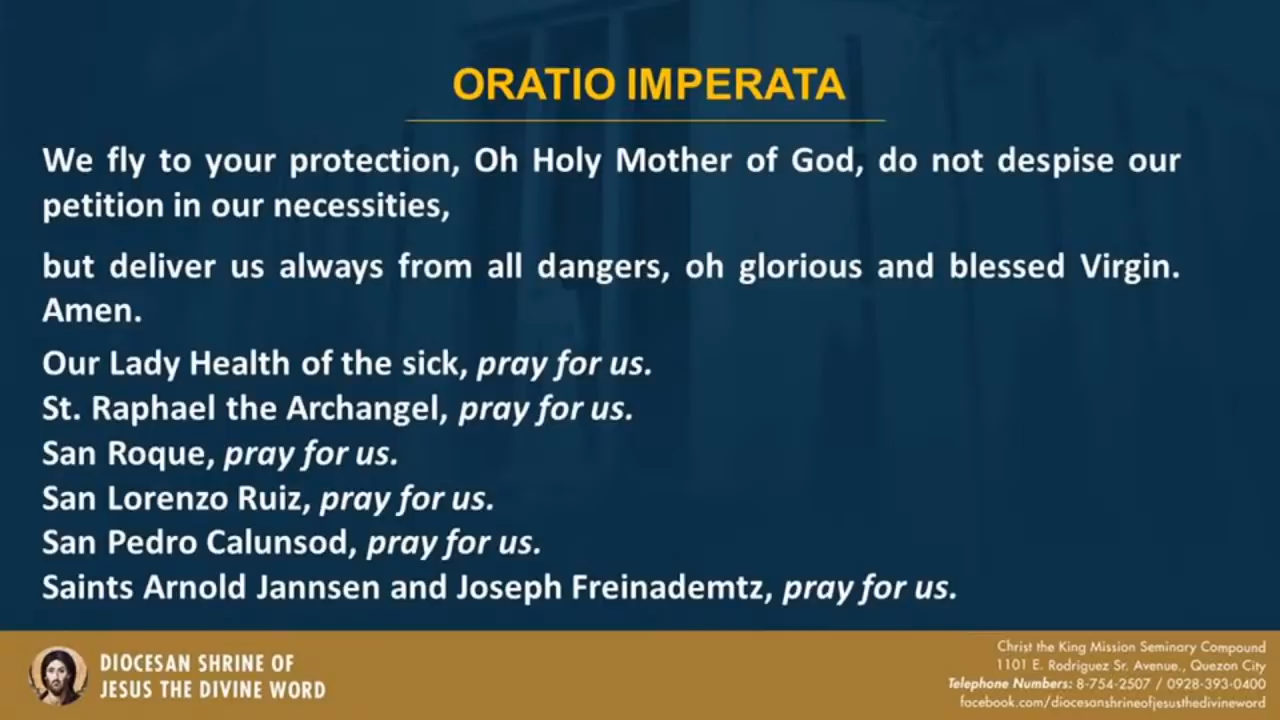 ORATIO IMPERATA
We fly to your protection, Oh Holy Mother of God, do not despise our
petition in our necessities,
but deliver us always from all dangers, oh glorious and blessed Virgin.
Amen.
Our Lady Health of the sick, pray for us.
St. Raphael the Archangel, pray for us.
San Roque, pray for us.
San Lorenzo Ruiz, pray for us.
San Pedro Calunsod, pray for us.
Saints Arnold Jannsen and Joseph Freinademtz, pray for us.
DIOCESAN SHRINE OF
JESUS THE DIVINE WORD
Christ the King Mission Seminary Compound
1101 E. Rodriguez Sr. Avenue., Quezon City
Telephone Numbers: 8-754-2507 / 0928-393-0400
facebook.com/diocesanshrineofjesusthedivineword